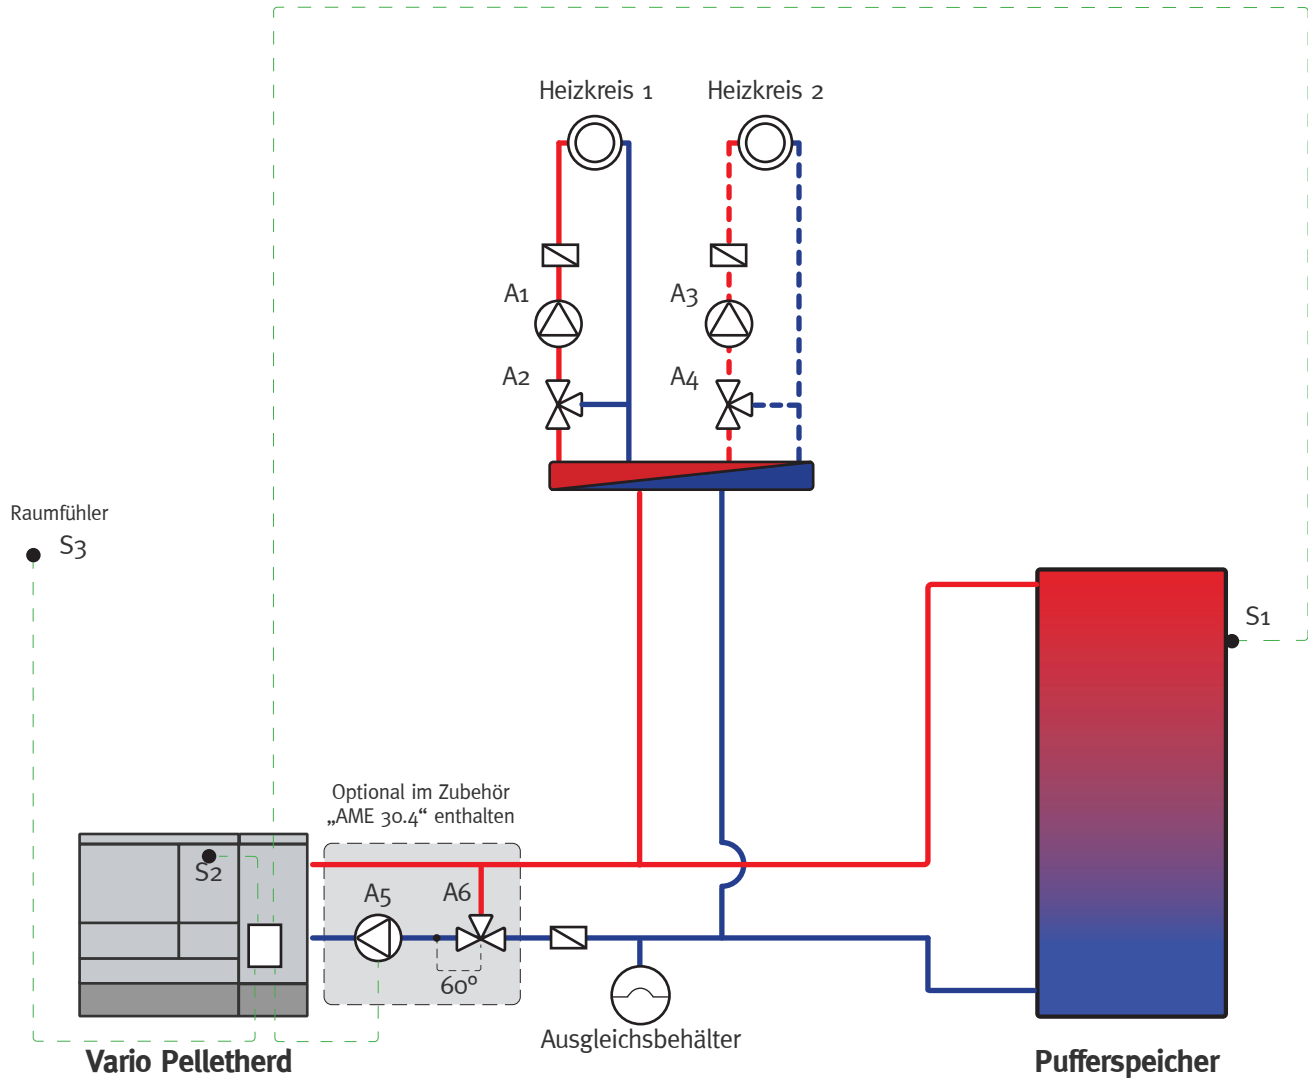 Heizkreis 1
Heizkreis 2
A1
A3
A2
A4
Raumfühler
S3
S1
Optional im Zubehör
„AME 30.4“ enthalten
S2
A5
A6
60°
Ausgleichsbehälter
Vario Pelletherd
Pufferspeicher